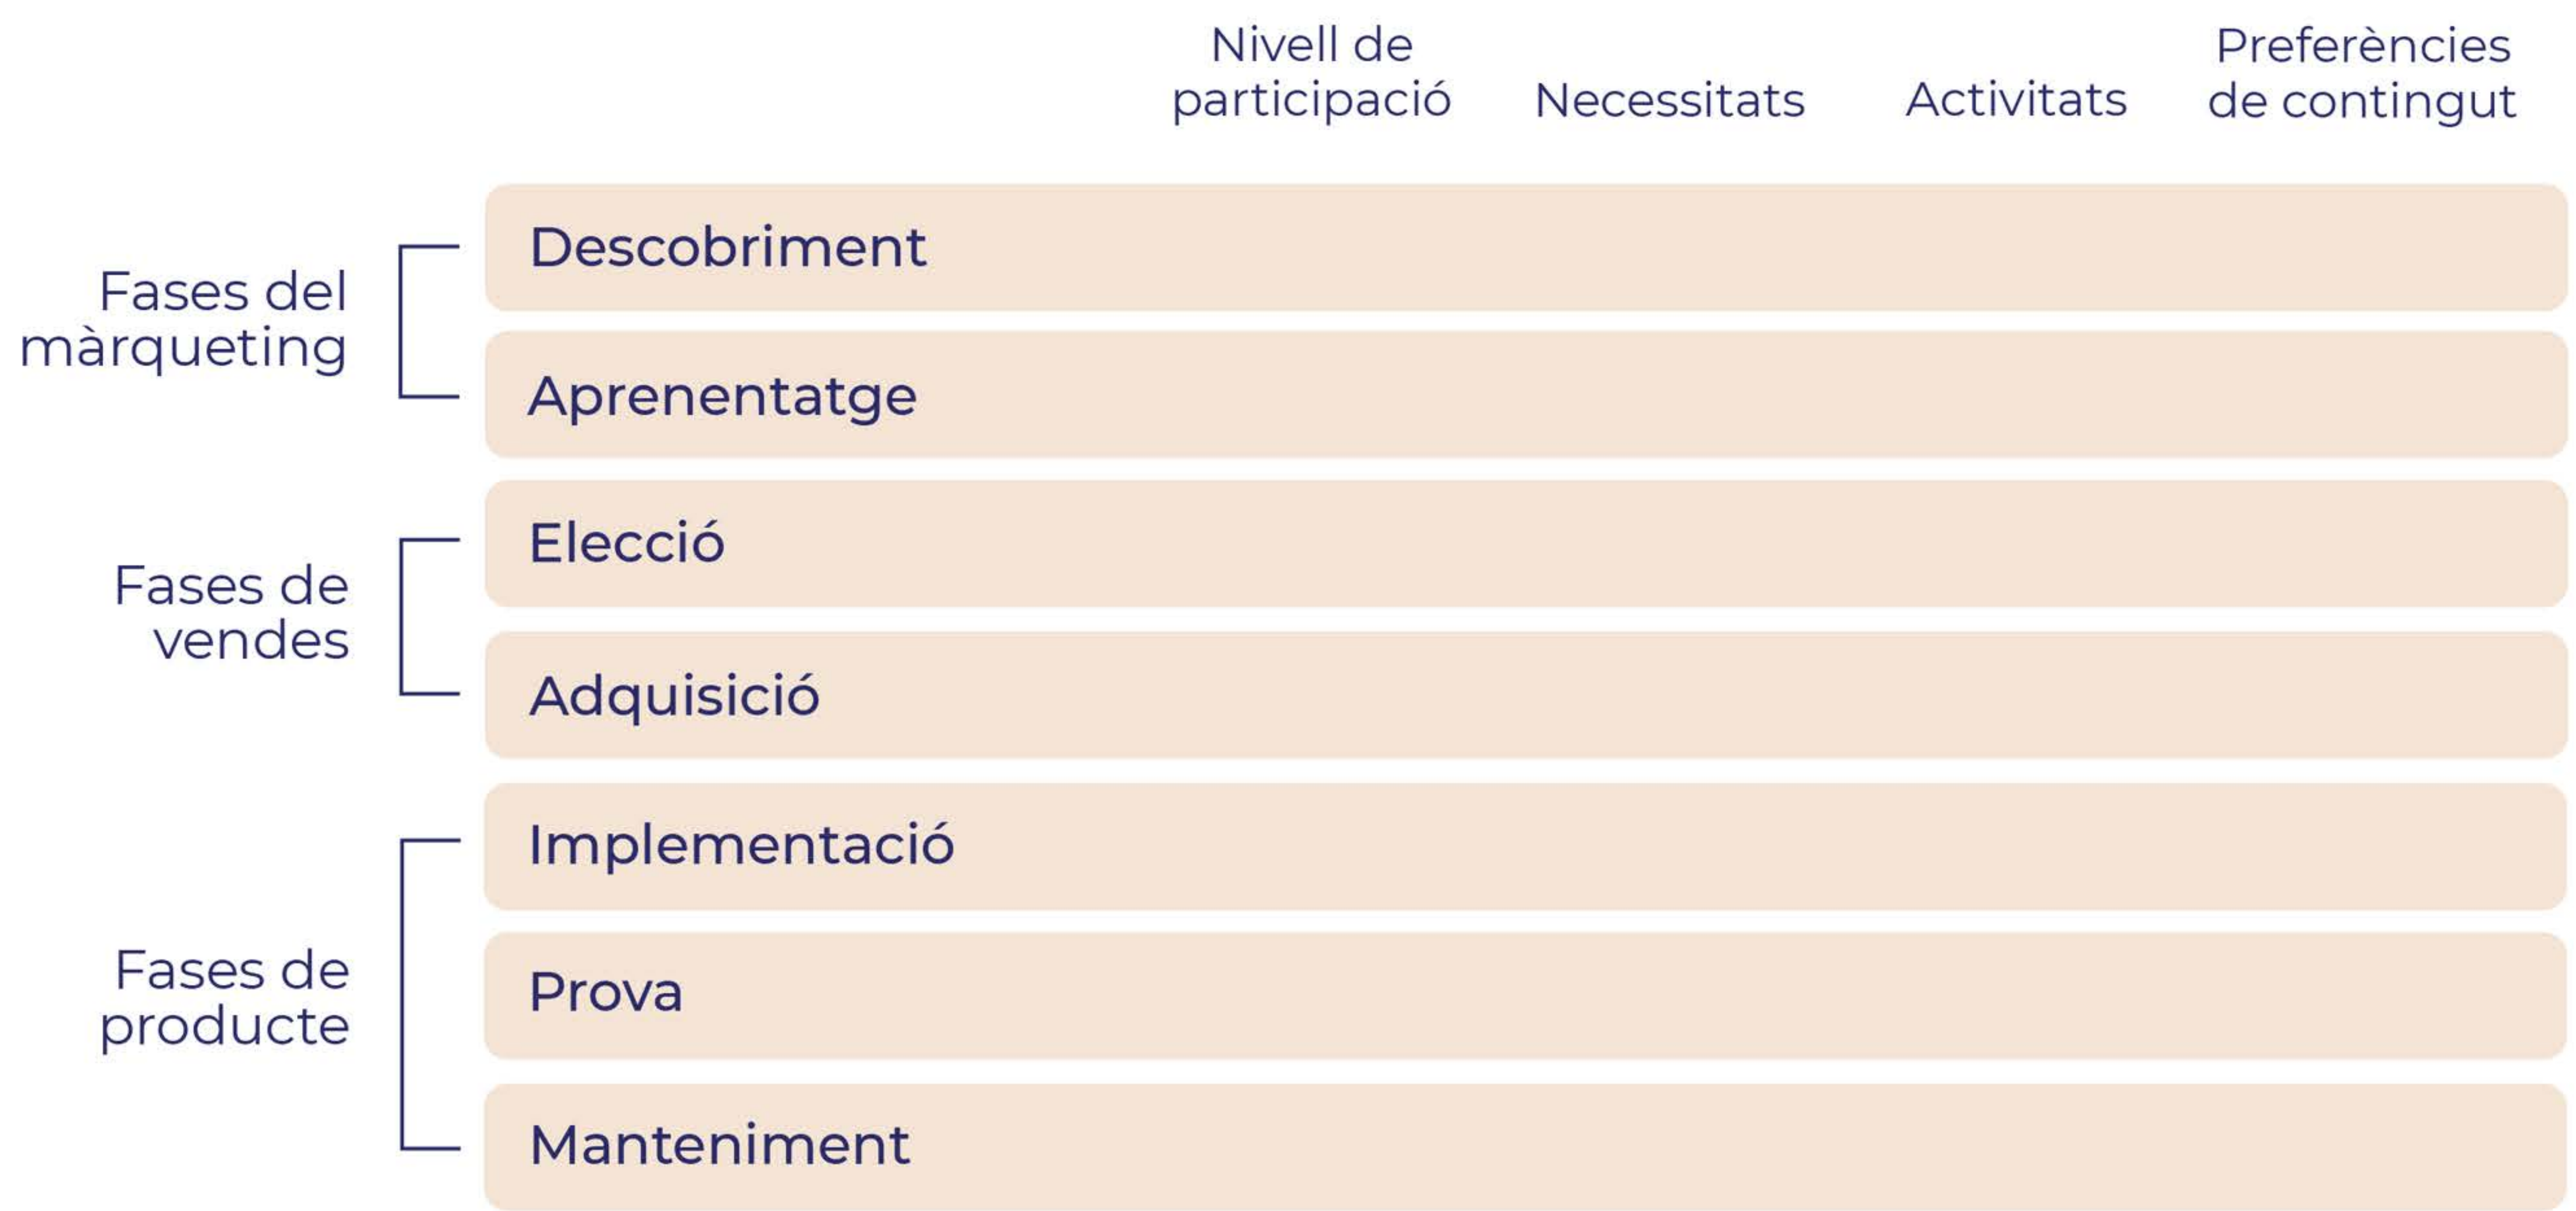 Nivell de
participació
Necessitats
Activitats
Preferències
de contingut
Fases del
màrqueting
Descobriment
Aprenentatge
Fases de
vendes
Elecció
Adquisició
Fases de
producte
Implementació
Prova
Manteniment